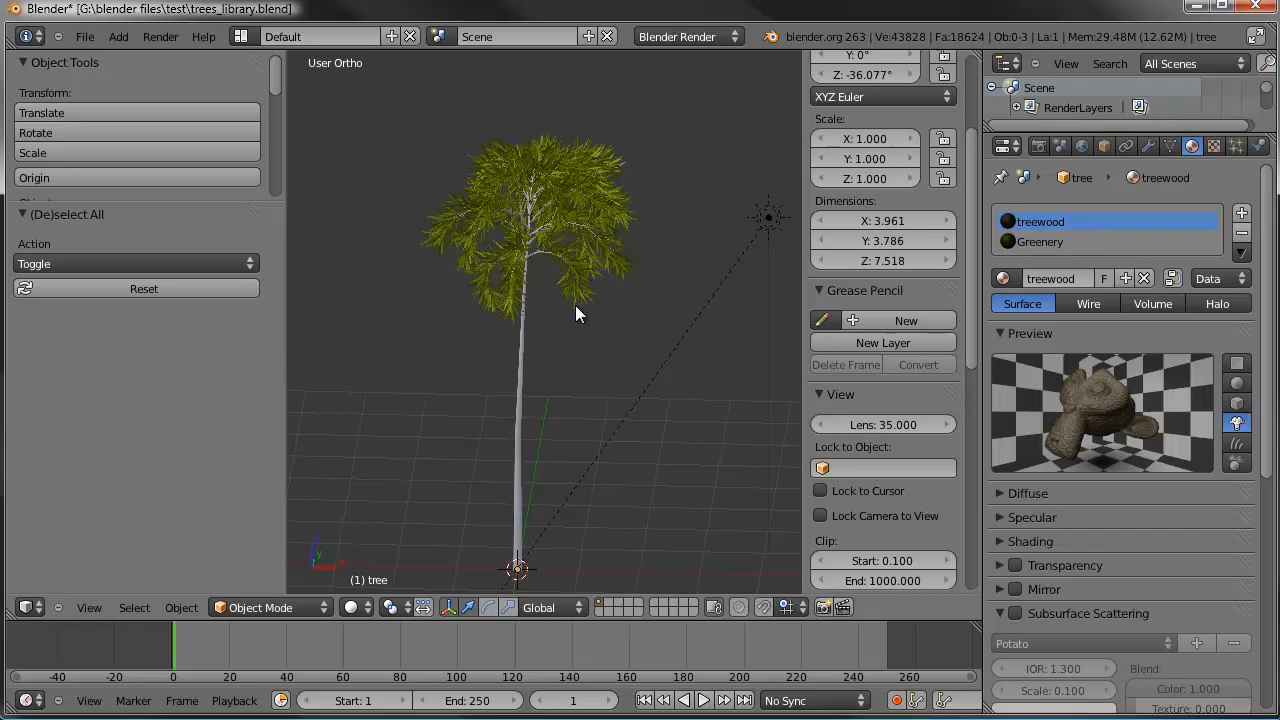 Blender* [G:\blender files\test\trees_library.blend]
File Add Render Help Default Scene Blender Render blender.org 263 | Ve:43828 | Fa:18624 | Ob:0-3 | La:1 | Mem:29.48M (12.62M) | tree
Object Tools
Transform:
Translate
Rotate
Scale
Origin
(De)select All
Action
Toggle
Reset
User Ortho
z
y
x
(1) tree
Y: 0°
Z: -36.077°
XYZ Euler
Scale:
X: 1.000
Y: 1.000
Z: 1.000
Dimensions:
X: 3.961
Y: 3.786
Z: 7.518
Grease Pencil
New
New Layer
Delete Frame Convert
View
Lens: 35.000
Lock to Object:
Lock to Cursor
Lock Camera to View
Clip:
Start: 0.100
End: 1000.000
View Search All Scenes
Scene
RenderLayers
tree treewood
treewood
Greenery
treewood F Data
Surface Wire Volume Halo
Preview
Diffuse
Specular
Shading
Transparency
Mirror
Subsurface Scattering
Potato
IOR: 1.300 Blend:
Scale: 0.100 Color: 1.000
Texture: 0.000
View Select Object Object Mode Global
-40 -20 0 20 40 60 80 100 120 140 160 180 200 220 240 260
View Marker Frame Playback Start: 1 End: 250 1 No Sync